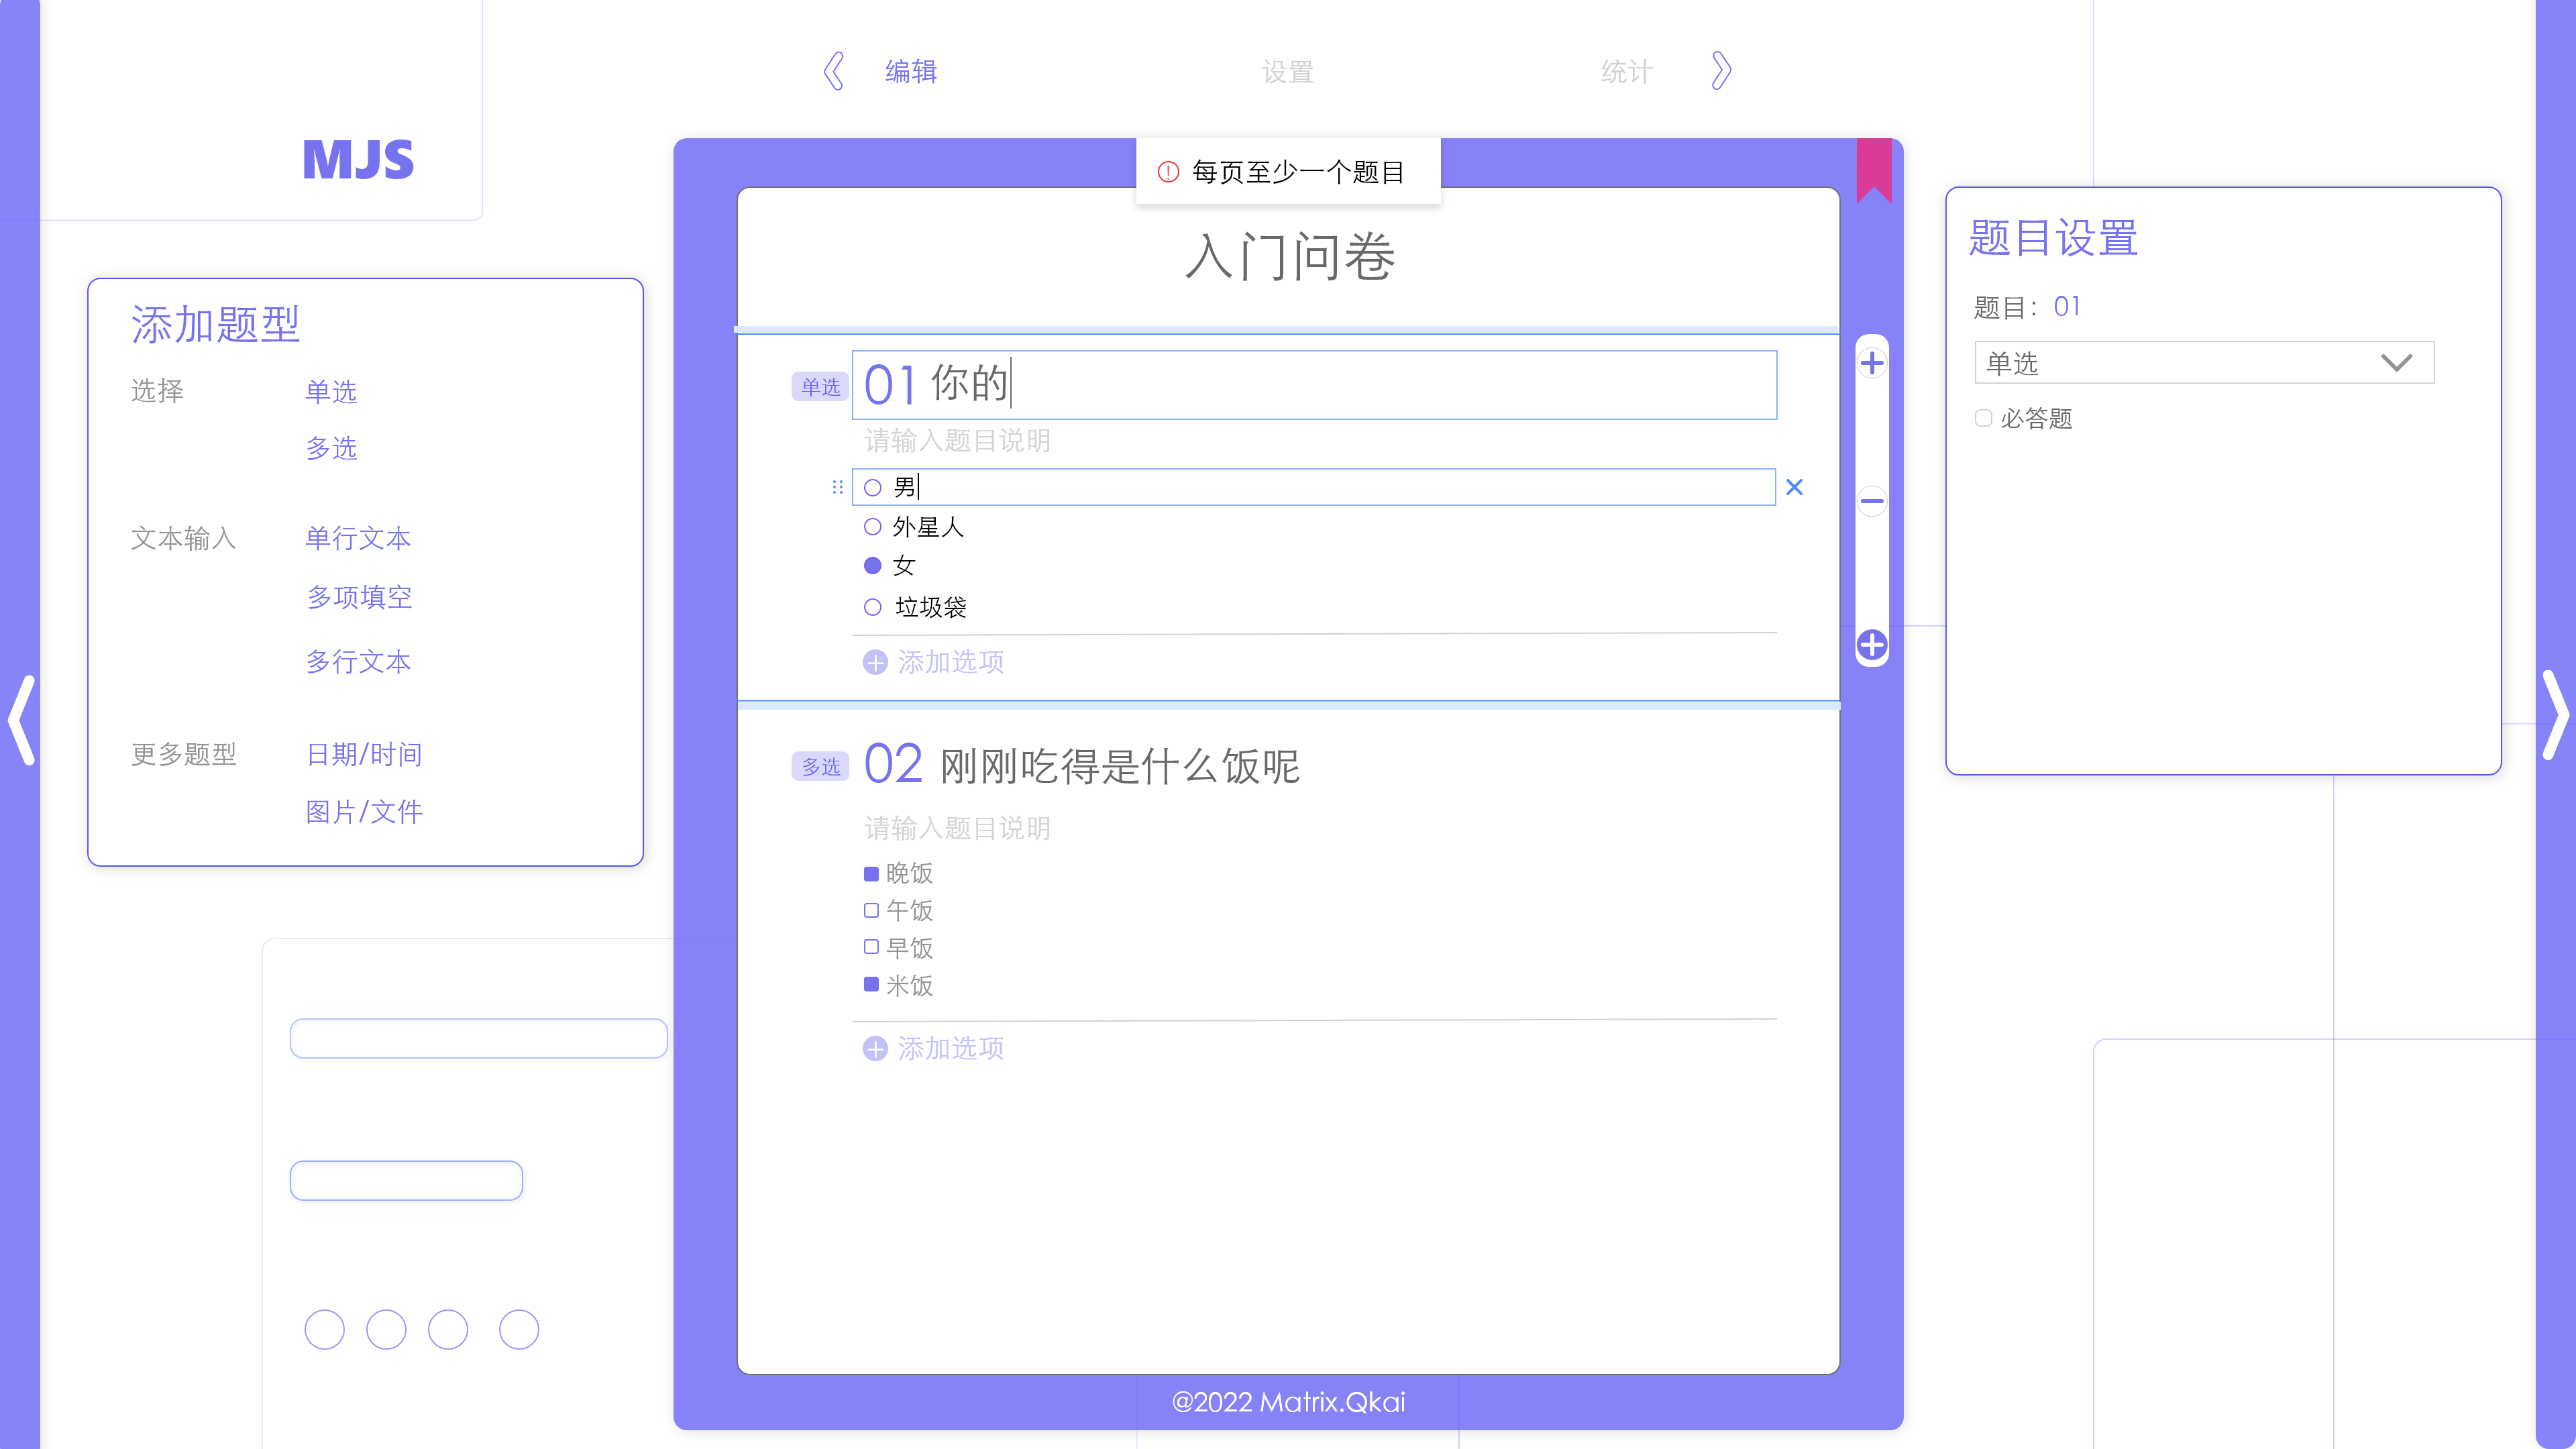 编辑
设置
统计
MJS
每页至少一个题目
入门问卷
添加题型
选择
单选
多选
文本输入
单行文本
多项填空
多行文本
更多题型
日期/时间
图片/文件
单选
01 你的
请输入题目说明
男
外星人
女
垃圾袋
添加选项
多选
02 刚刚吃得是什么饭呢
请输入题目说明
晚饭
午饭
早饭
米饭
添加选项
题目设置
题目：01
单选
必答题
@2022 Matrix.Qkai